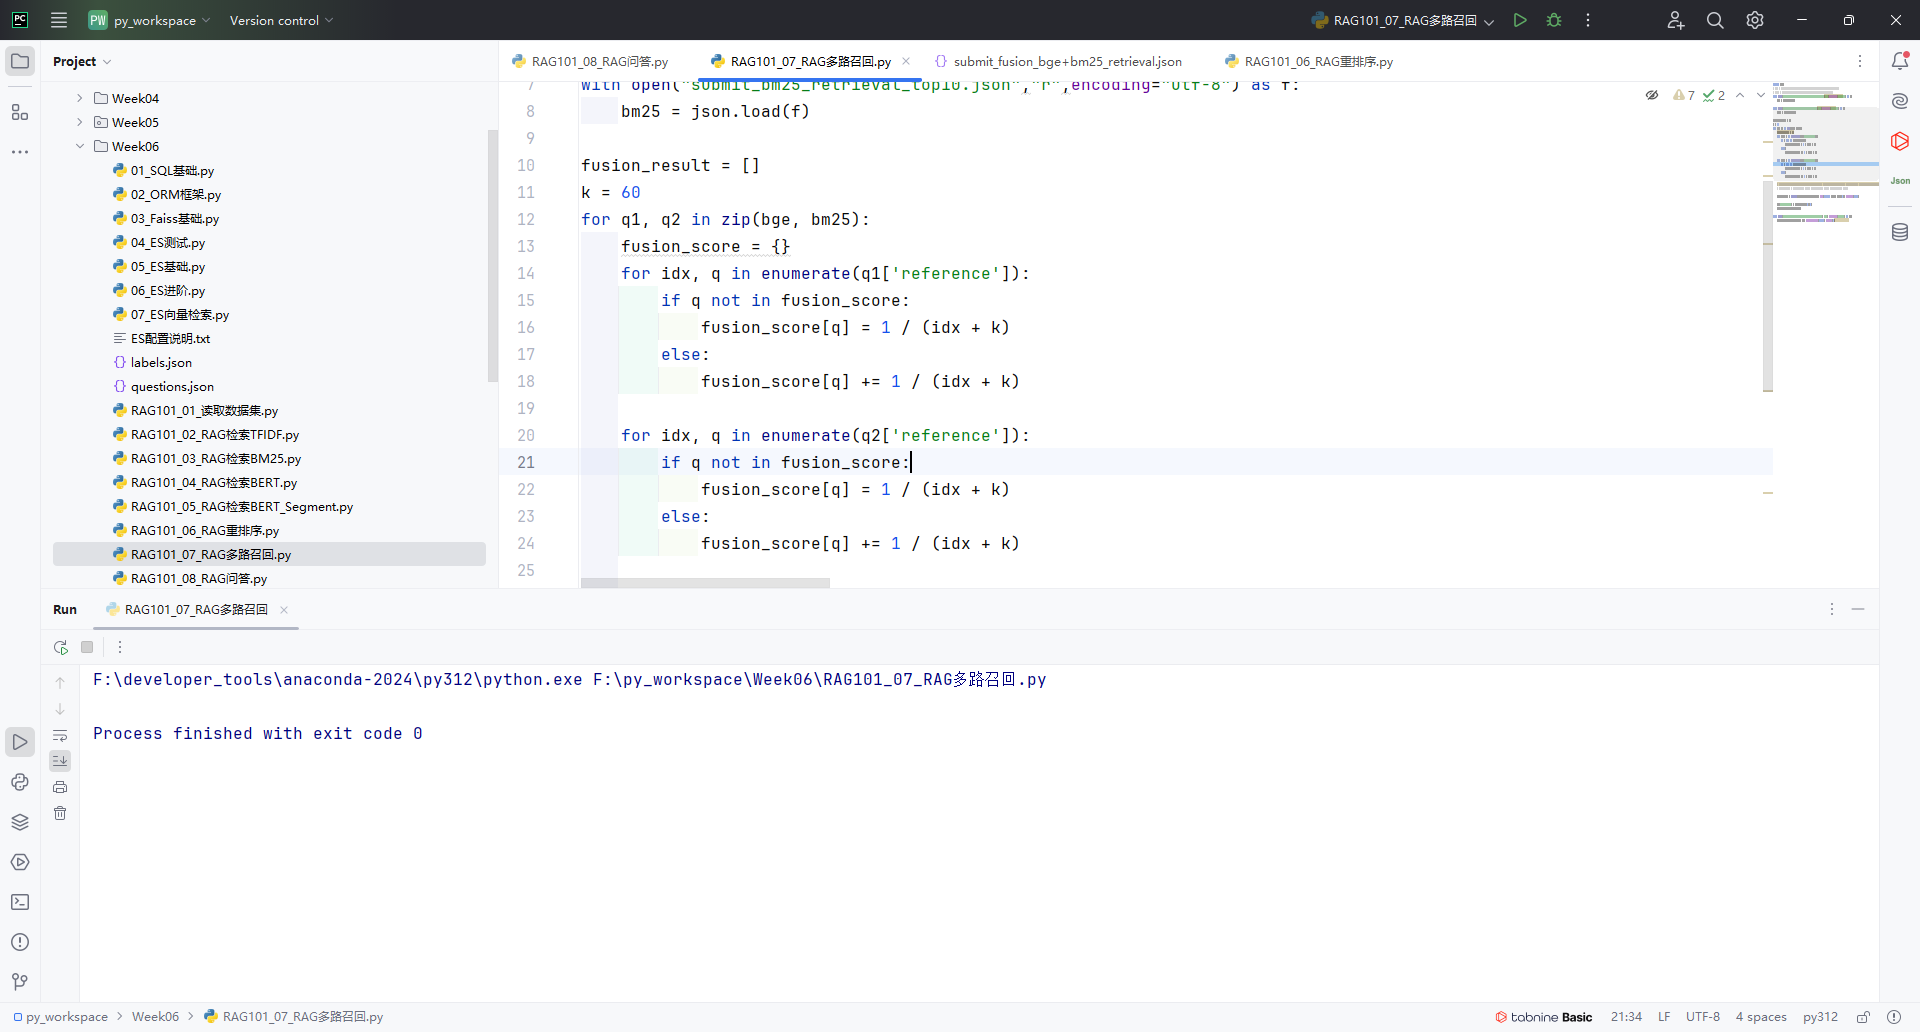 PC
PW py_workspace
Version control
RAG101_07_RAG多路召回
Project
RAG101_08_RAG问答.py
RAG101_07_RAG多路召回.py
submit_fusion_bge+bm25_retrieval.json
RAG101_06_RAG重排序.py
Week04
Week05
Week06
01_SQL基础.py
02_ORM框架.py
03_Faiss基础.py
04_ES测试.py
05_ES基础.py
06_ES进阶.py
07_ES向量检索.py
ES配置说明.txt
labels.json
questions.json
RAG101_01_读取数据集.py
RAG101_02_RAG检索TFIDF.py
RAG101_03_RAG检索BM25.py
RAG101_04_RAG检索BERT.py
RAG101_05_RAG检索BERT_Segment.py
RAG101_06_RAG重排序.py
RAG101_07_RAG多路召回.py
RAG101_08_RAG问答.py
7 with open("submit_bm25_retrieval_top10.json","r",encoding="utf-8") as f:
8 bm25 = json.load(f)
9
10 fusion_result = []
11 k = 60
12 for q1, q2 in zip(bge, bm25):
13 fusion_score = {}
14 for idx, q in enumerate(q1['reference']):
15 if q not in fusion_score:
16 fusion_score[q] = 1 / (idx + k)
17 else:
18 fusion_score[q] += 1 / (idx + k)
19
20 for idx, q in enumerate(q2['reference']):
21 if q not in fusion_score:
22 fusion_score[q] = 1 / (idx + k)
23 else:
24 fusion_score[q] += 1 / (idx + k)
25
7 2
Json
Run RAG101_07_RAG多路召回
F:\developer_tools\anaconda-2024\py312\python.exe F:\py_workspace\Week06\RAG101_07_RAG多路召回.py
Process finished with exit code 0
py_workspace > Week06 > RAG101_07_RAG多路召回.py
tabnine Basic 21:34 LF UTF-8 4 spaces py312